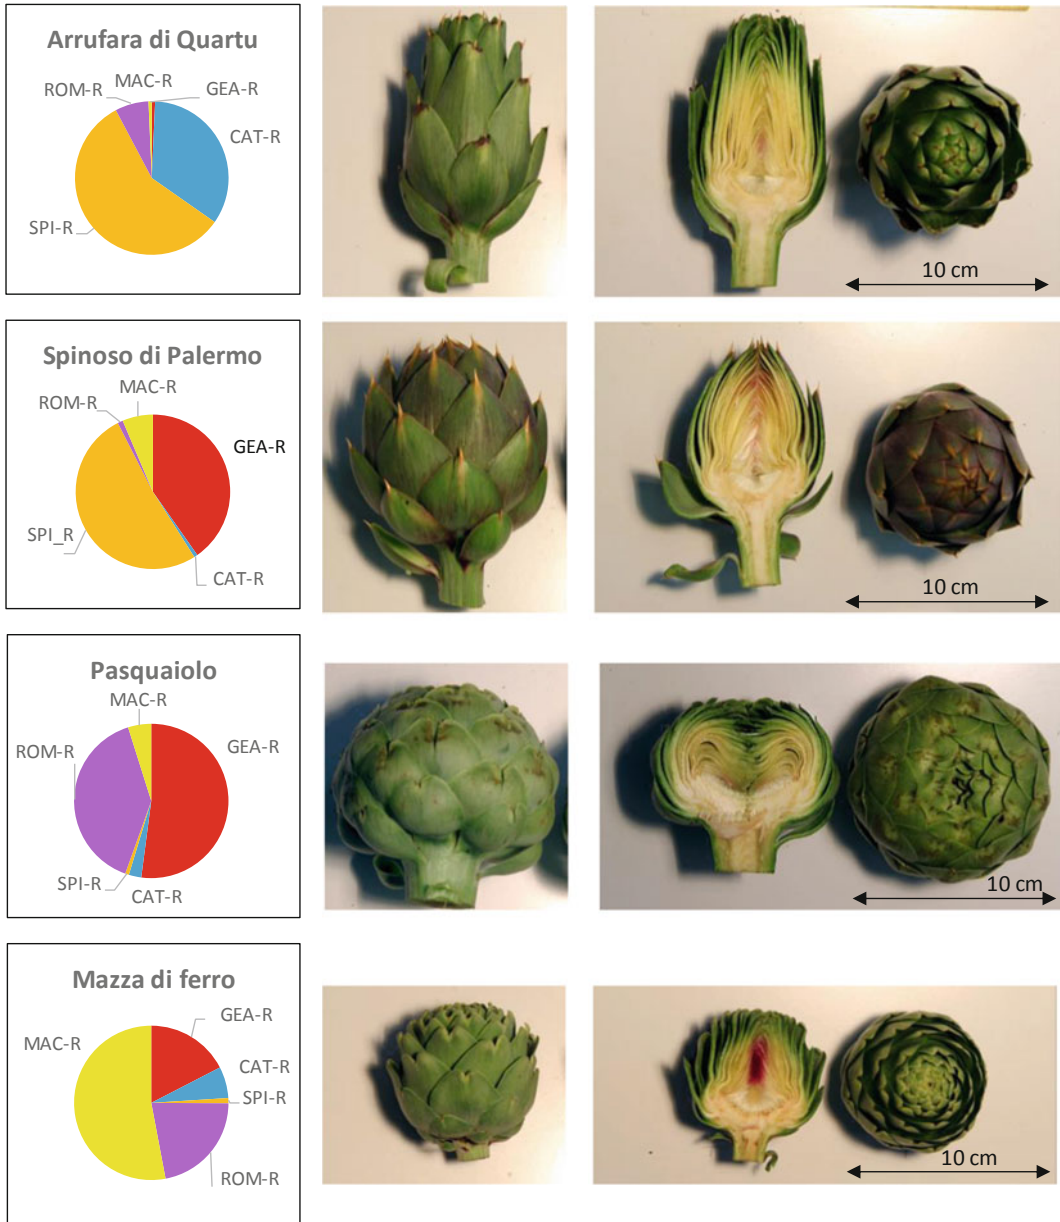 Arrufara di Quartu
MAC-R
ROM-R
GEA-R
CAT-R
SPI-R
10 cm
Spinoso di Palermo
MAC-R
ROM-R
GEA-R
SPI_R
CAT-R
10 cm
Pasquaiolo
MAC-R
ROM-R
GEA-R
SPI-R
CAT-R
10 cm
Mazza di ferro
GEA-R
MAC-R
CAT-R
SPI-R
ROM-R
10 cm